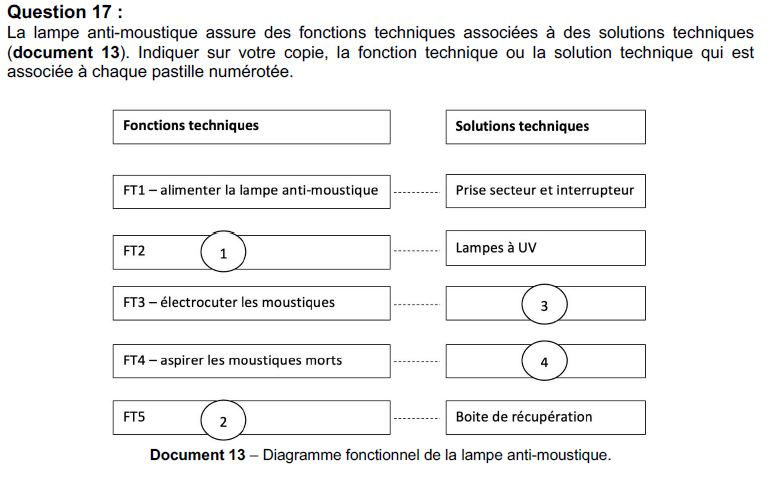 Question 17 :
La lampe anti-moustique assure des fonctions techniques associées à des solutions techniques
(document 13). Indiquer sur votre copie, la fonction technique ou la solution technique qui est
associée à chaque pastille numérotée.
Fonctions techniques
Solutions techniques
FT1 – alimenter la lampe anti-moustique
Prise secteur et interrupteur
FT2
1
Lampes à UV
FT3 – électrocuter les moustiques
3
FT4 – aspirer les moustiques morts
4
FT5
2
Boite de récupération
Document 13 – Diagramme fonctionnel de la lampe anti-moustique.